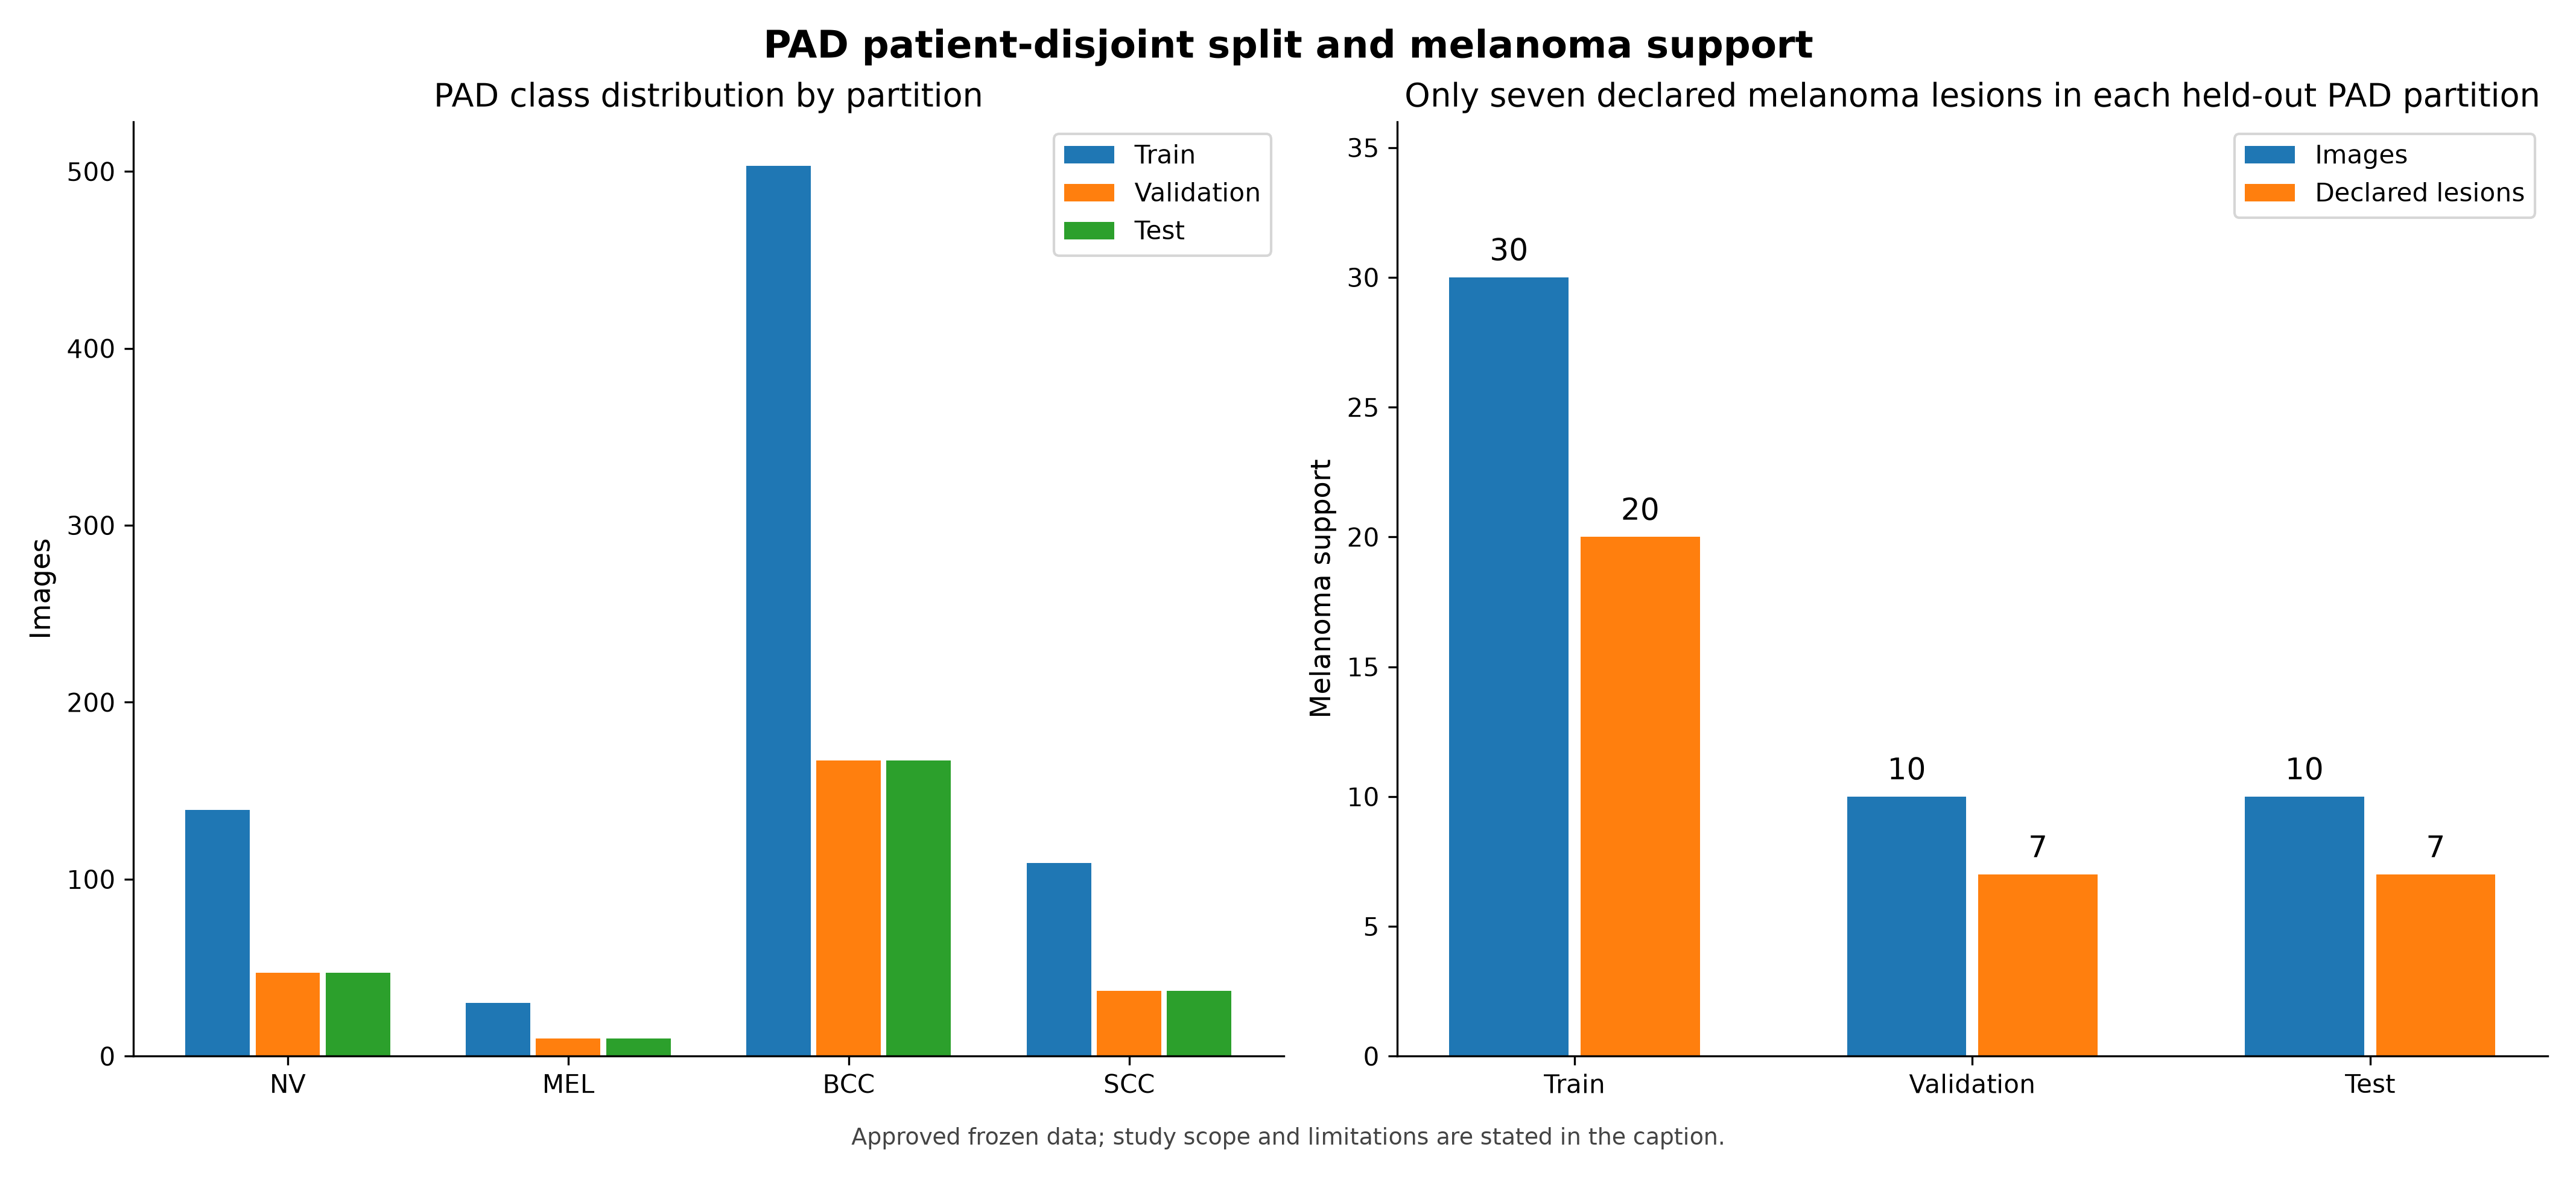 PAD patient-disjoint split and melanoma support
PAD class distribution by partition
Images
500
400
300
200
100
0
NV
MEL
BCC
SCC
Train
Validation
Test
Only seven declared melanoma lesions in each held-out PAD partition
Melanoma support
35
30
25
20
15
10
5
0
30
20
10
7
10
7
Train
Validation
Test
Images
Declared lesions
Approved frozen data; study scope and limitations are stated in the caption.